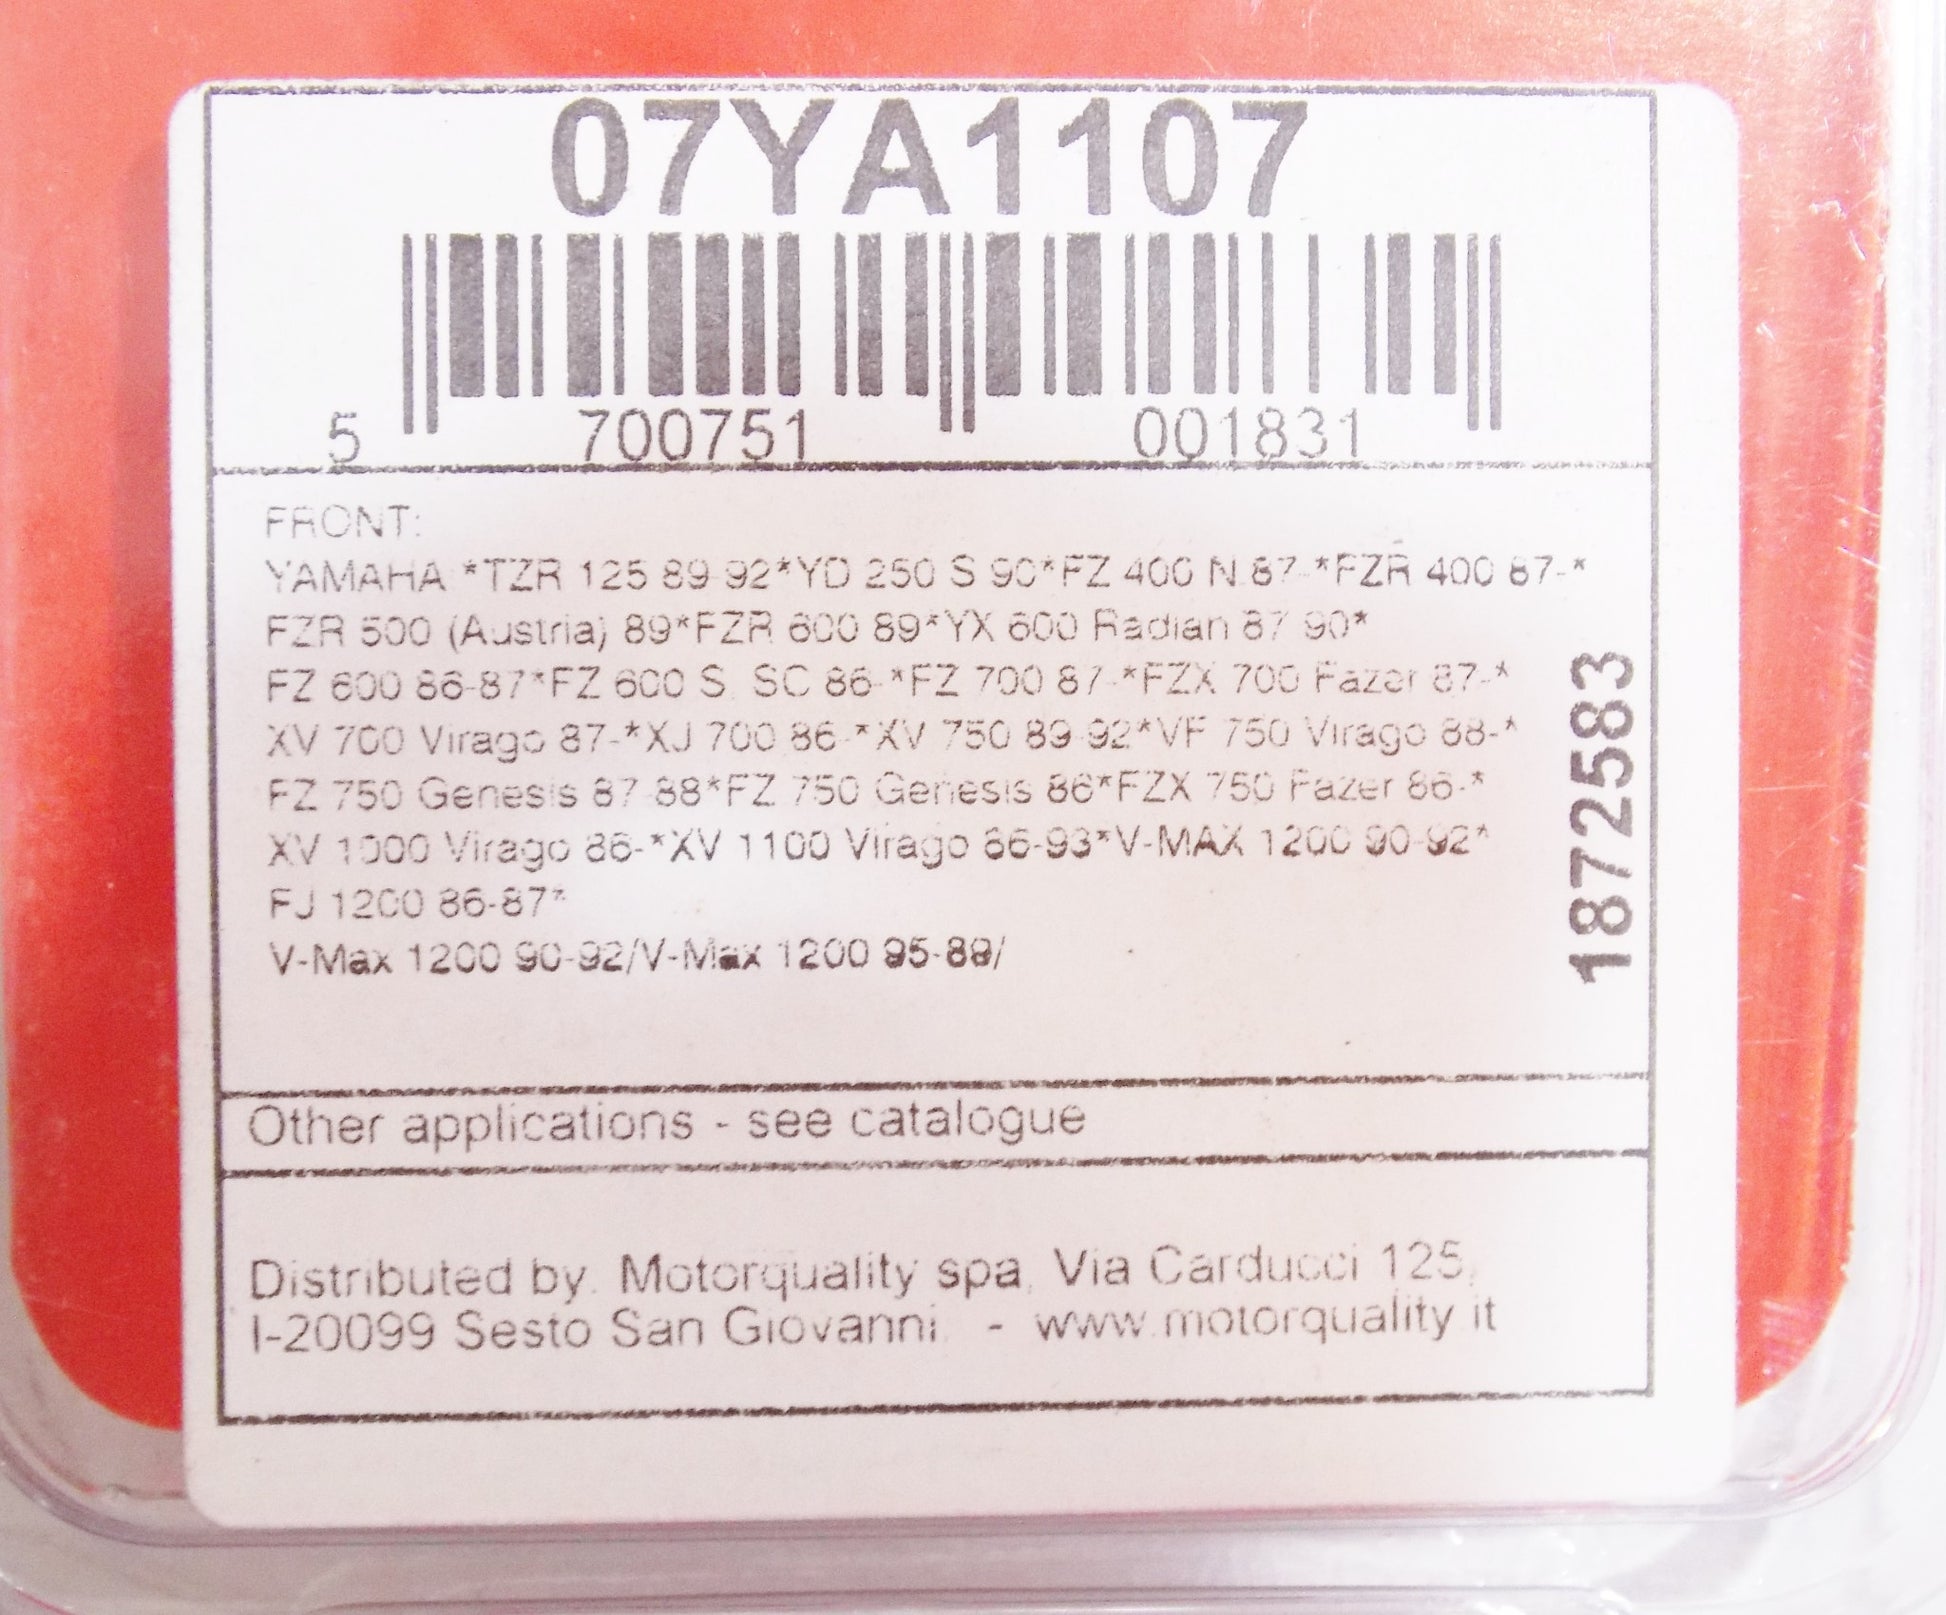 07YA1107
5 700751 001831
FRONT:
YAMAHA *TZR 125 89-92*YD 250 S 90*FZ 400 N 87-*FZR 400 87-*
FZR 500 (Austria) 89*FZR 600 89*YX 600 Radian 87-90*
FZ 600 86-87*FZ 600 S, SC 86-*FZ 700 87-*FZX 700 Fazer 87-*
XV 700 Virago 87-*XJ 700 86-*XV 750 89-92*VF 750 Virago 88-*
FZ 750 Genesis 87-88*FZ 750 Genesis 86*FZX 750 Fazer 86-*
XV 1000 Virago 86-*XV 1100 Virago 86-93*V-MAX 1200 90-92*
FJ 1200 86-87*
V-Max 1200 90-92/V-Max 1200 85-89/
1872583
Other applications - see catalogue
Distributed by: Motorquality spa, Via Carducci 125,
I-20099 Sesto San Giovanni. - www.motorquality.it